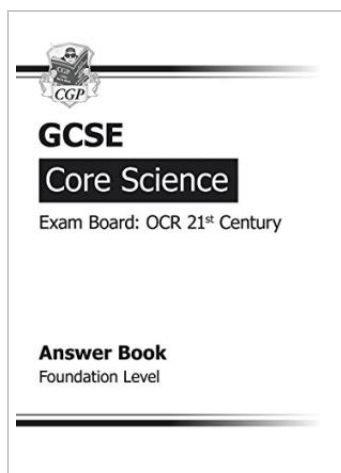 CGP
GCSE
Core Science
Exam Board: OCR 21st Century
Answer Book
Foundation Level